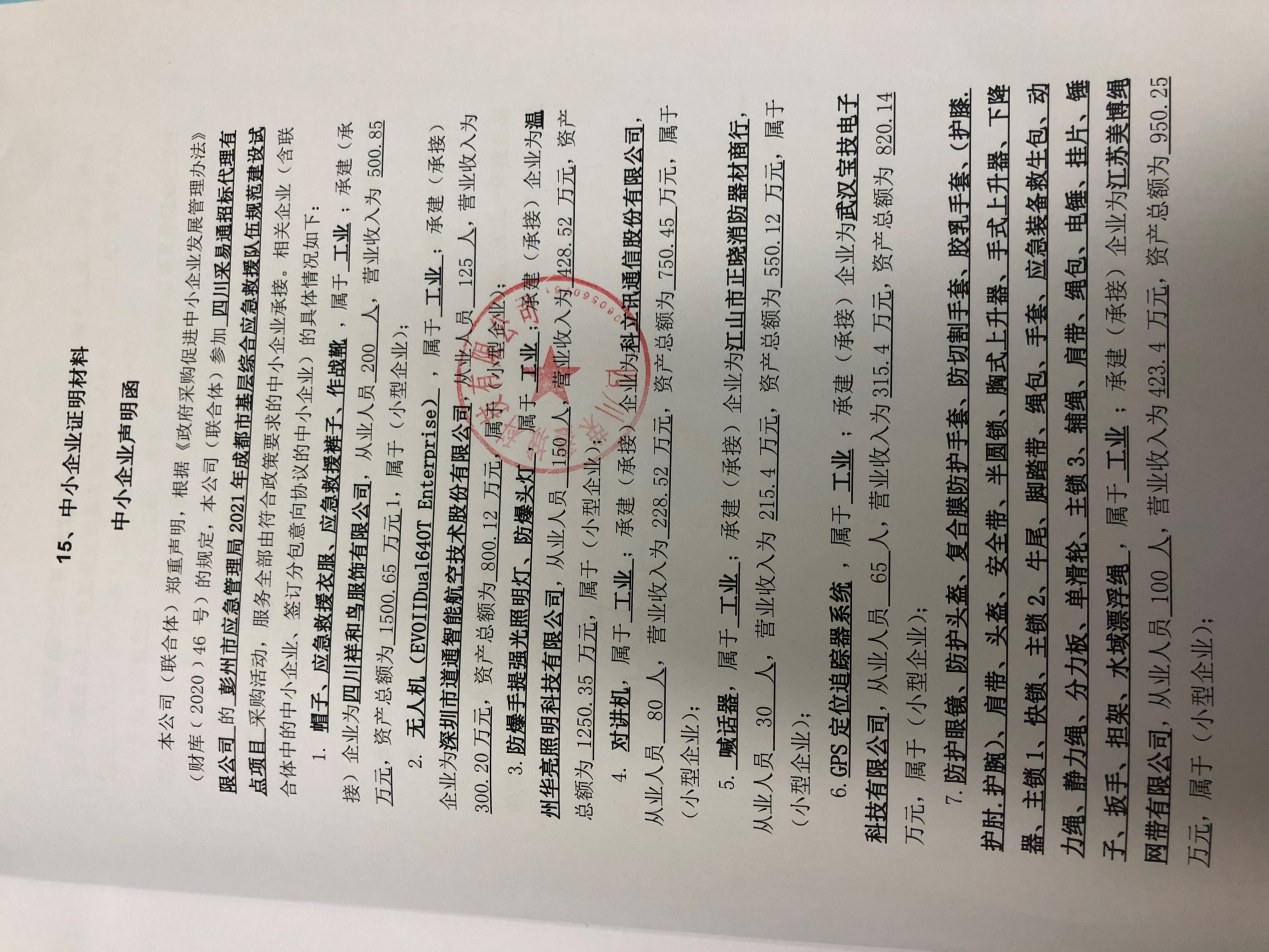 15、中小企业证明材料
中小企业声明函
本公司（联合体）郑重声明，根据《政府采购促进中小企业发展管理办法》
（财库﹝2020﹞46 号）的规定，本公司（联合体）参加 四川采易通招标代理有
限公司 的 彭州市应急管理局 2021 年成都市基层综合应急救援队伍规范建设试
点项目 采购活动，服务全部由符合政策要求的中小企业承接。相关企业（含联
合体中的中小企业、签订分包意向协议的中小企业）的具体情况如下：
1. 帽子、应急救援衣服、应急救援裤子、作战靴 ，属于 工业 ；承建（承
接）企业为四川祥和鸟服饰有限公司，从业人员 200 人，营业收入为 500.85
万元，资产总额为 1500.65 万元1，属于（小型企业）；
2. 无人机（EVOIIDual640T Enterprise） ，属于 工业 ；承建（承接）
企业为深圳市道通智能航空技术股份有限公司，从业人员 125 人，营业收入为
300.20 万元，资产总额为 800.12 万元，属于（小型企业）；
3. 防爆手提强光照明灯、防爆头灯 ，属于 工业 ；承建（承接）企业为温
州华亮照明科技有限公司，从业人员 150 人，营业收入为 428.52 万元，资产
总额为 1250.35 万元，属于（小型企业）；
4. 对讲机，属于 工业 ；承建（承接）企业为科立讯通信股份有限公司，
从业人员 80 人，营业收入为 228.52 万元，资产总额为 750.45 万元，属于
（小型企业）；
5. 喊话器，属于 工业 ；承建（承接）企业为江山市正晓消防器材商行，
从业人员 30 人，营业收入为 215.4 万元，资产总额为 550.12 万元，属于
（小型企业）；
6. GPS 定位追踪器系统 ，属于 工业 ；承建（承接）企业为武汉宝技电子
科技有限公司，从业人员 65 人，营业收入为 315.4 万元，资产总额为 820.14
万元，属于（小型企业）；
7. 防护眼镜、防护头盔、复合膜防护手套、防切割手套、胶乳手套、(护膝.
护肘.护腕)、肩带、头盔、安全带、半圆锁、胸式上升器、手式上升器、下降
器、主锁 1、快锁、主锁 2、牛尾、脚踏带、绳包、手套、应急装备救生包、动
力绳、静力绳、分力板、单滑轮、主锁 3、辅绳、肩带、绳包、电锤、挂片、锤
子、扳手、担架、水域漂浮绳 ，属于 工业 ；承建（承接）企业为江苏美博绳
网带有限公司，从业人员 100 人，营业收入为 423.4 万元，资产总额为 950.25
万元，属于（小型企业）；